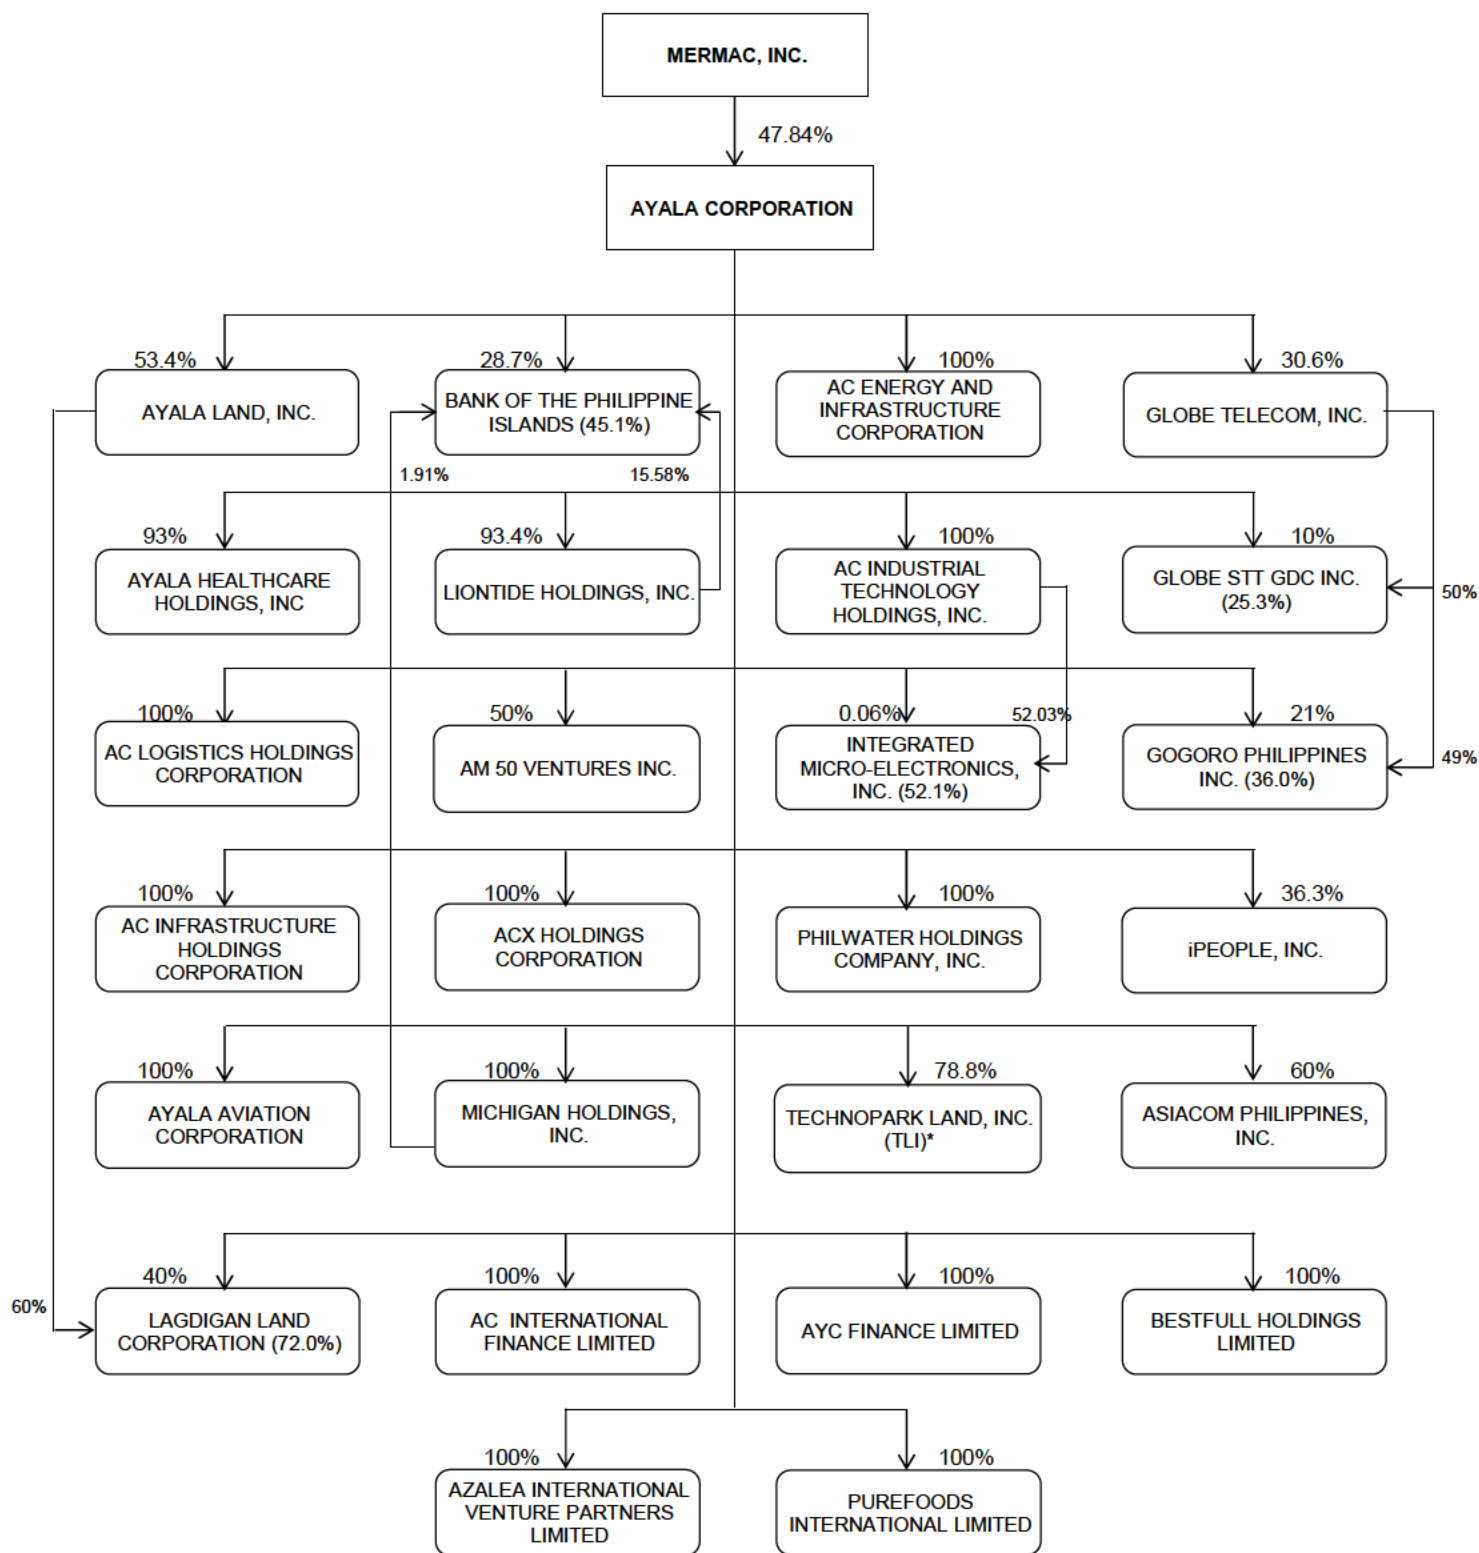 MERMAC, INC.
47.84%
AYALA CORPORATION
53.4%
28.7%
100%
30.6%
AYALA LAND, INC.
BANK OF THE PHILIPPINE
ISLANDS (45.1%)
AC ENERGY AND
INFRASTRUCTURE
CORPORATION
GLOBE TELECOM, INC.
1.91%
15.58%
93%
93.4%
100%
10%
AYALA HEALTHCARE
HOLDINGS, INC
LIONTIDE HOLDINGS, INC.
AC INDUSTRIAL
TECHNOLOGY
HOLDINGS, INC.
GLOBE STT GDC INC.
(25.3%)
50%
100%
50%
0.06%
52.03%
21%
AC LOGISTICS HOLDINGS
CORPORATION
AM 50 VENTURES INC.
INTEGRATED
MICRO-ELECTRONICS,
INC. (52.1%)
GOGORO PHILIPPINES
INC. (36.0%)
49%
100%
100%
100%
36.3%
AC INFRASTRUCTURE
HOLDINGS
CORPORATION
ACX HOLDINGS
CORPORATION
PHILWATER HOLDINGS
COMPANY, INC.
iPEOPLE, INC.
100%
100%
78.8%
60%
AYALA AVIATION
CORPORATION
MICHIGAN HOLDINGS,
INC.
TECHNOPARK LAND, INC.
(TLI)*
ASIACOM PHILIPPINES,
INC.
40%
100%
100%
100%
60%
LAGDIGAN LAND
CORPORATION (72.0%)
AC INTERNATIONAL
FINANCE LIMITED
AYC FINANCE LIMITED
BESTFULL HOLDINGS
LIMITED
100%
100%
AZALEA INTERNATIONAL
VENTURE PARTNERS
LIMITED
PUREFOODS
INTERNATIONAL LIMITED